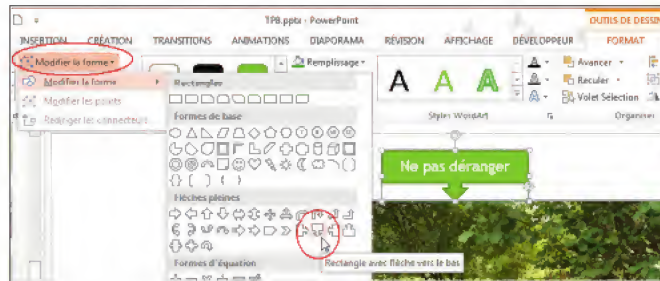 TP8.pptx - PowerPoint
OUTILS DE DESSIN
INSERTION CRÉATION TRANSITIONS ANIMATIONS DIAPORAMA RÉVISION AFFICHAGE DÉVELOPPEUR FORMAT
Modifier la forme
Remplissage
Avancer
Modifier la forme
Rectangles
A A A
A
Reculer
Modifier les points
Volet Sélection
Rediriger les connecteurs
Formes de base
Styles WordArt
Organiser
Ne pas déranger
Flèches pleines
Rectangle avec flèche vers le bas
Formes d'équation